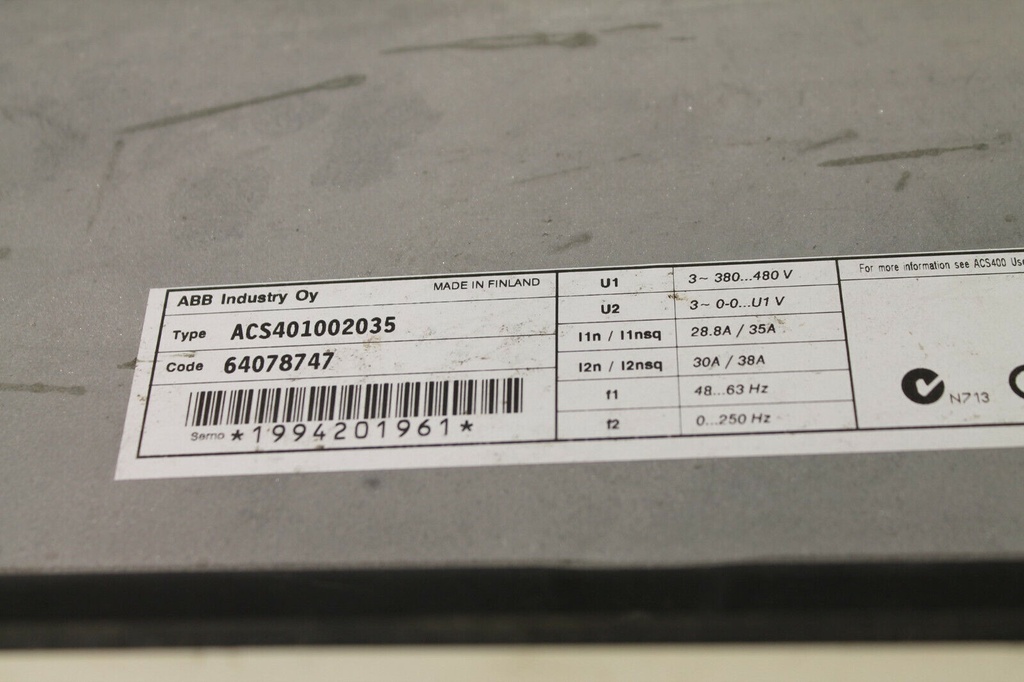 ABB Industry Oy MADE IN FINLAND
Type ACS401002035
Code 64078747
Serno *1994201961*
U1 3~ 380...480 V
U2 3~ 0-0...U1 V
I1n / I1nsq 28.8A / 35A
I2n / I2nsq 30A / 38A
f1 48...63 Hz
f2 0...250 Hz
For more information see ACS400
N713